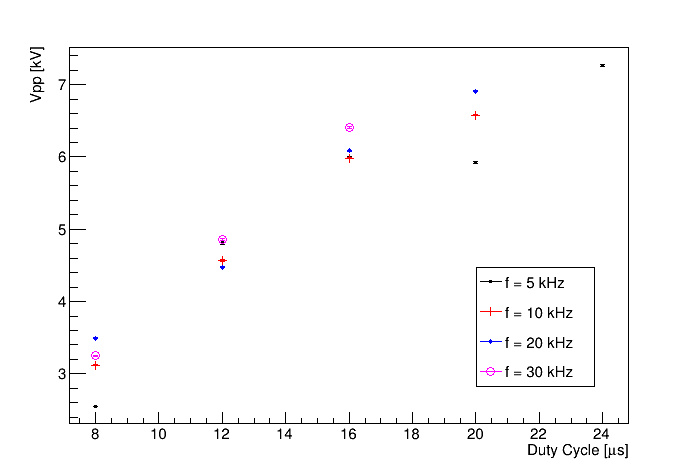 Vpp [kV]
7
6
5
4
3
f = 5 kHz
f = 10 kHz
f = 20 kHz
f = 30 kHz
8 10 12 14 16 18 20 22 24
Duty Cycle [μs]